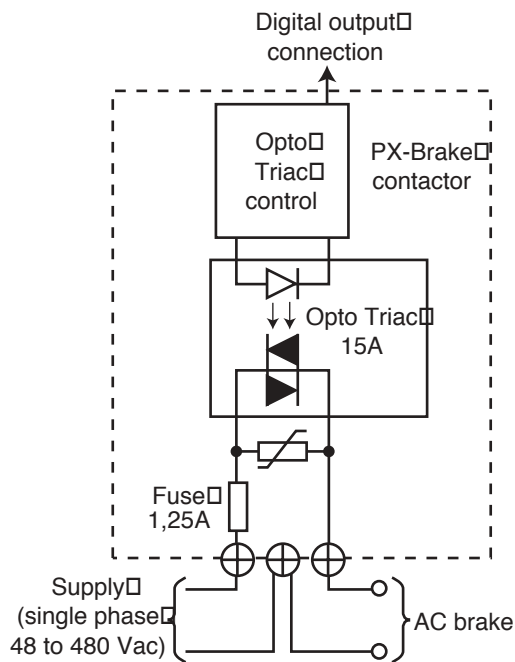 Digital output
connection
Opto
Triac
control
PX-Brake
contactor
Opto Triac
15A
Fuse
1,25A
Supply
(single phase
48 to 480 Vac)
AC brake